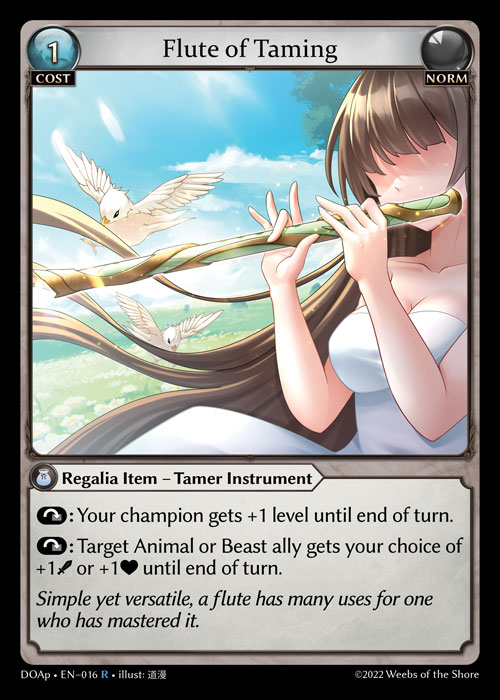 1
Flute of Taming
COST
NORM
Regalia Item – Tamer Instrument
: Your champion gets +1 level until end of turn.
: Target Animal or Beast ally gets your choice of
+1 or +1 until end of turn.
Simple yet versatile, a flute has many uses for one
who has mastered it.
DOAp • EN–016 R • illust: 道漫
©2022 Weebs of the Shore